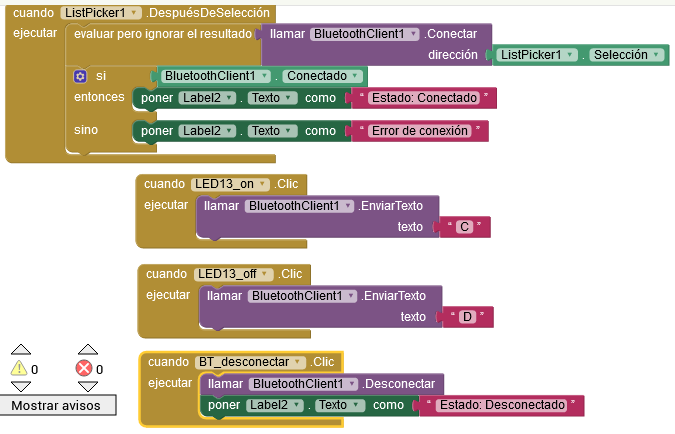 cuando ListPicker1 .DespuésDeSelección
ejecutar evaluar pero ignorar el resultado llamar BluetoothClient1 .Conectar
dirección ListPicker1 . Selección
si BluetoothClient1 . Conectado
entonces poner Label2 . Texto como “ Estado: Conectado ”
sino poner Label2 . Texto como “ Error de conexión ”
cuando LED13_on .Clic
ejecutar llamar BluetoothClient1 .EnviarTexto
texto “ C ”
cuando LED13_off .Clic
ejecutar llamar BluetoothClient1 .EnviarTexto
texto “ D ”
cuando BT_desconectar .Clic
ejecutar llamar BluetoothClient1 .Desconectar
poner Label2 . Texto como “ Estado: Desconectado ”
0 0
Mostrar avisos